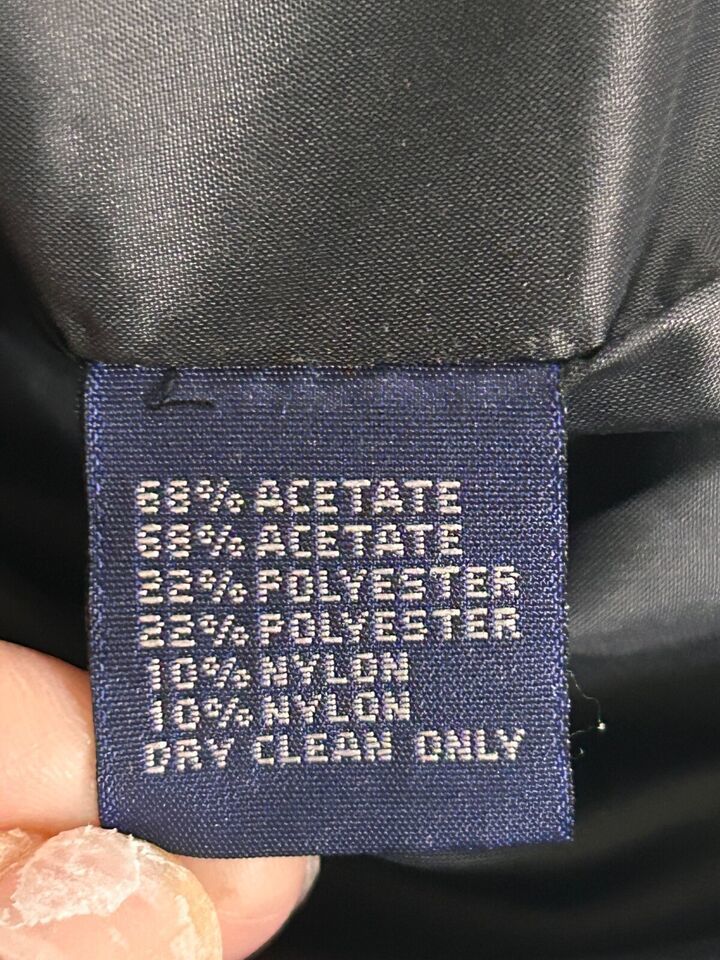 68% ACETATE
68% ACETATE
22% POLYESTER
22% POLYESTER
10% NYLON
10% NYLON
DRY CLEAN ONLY